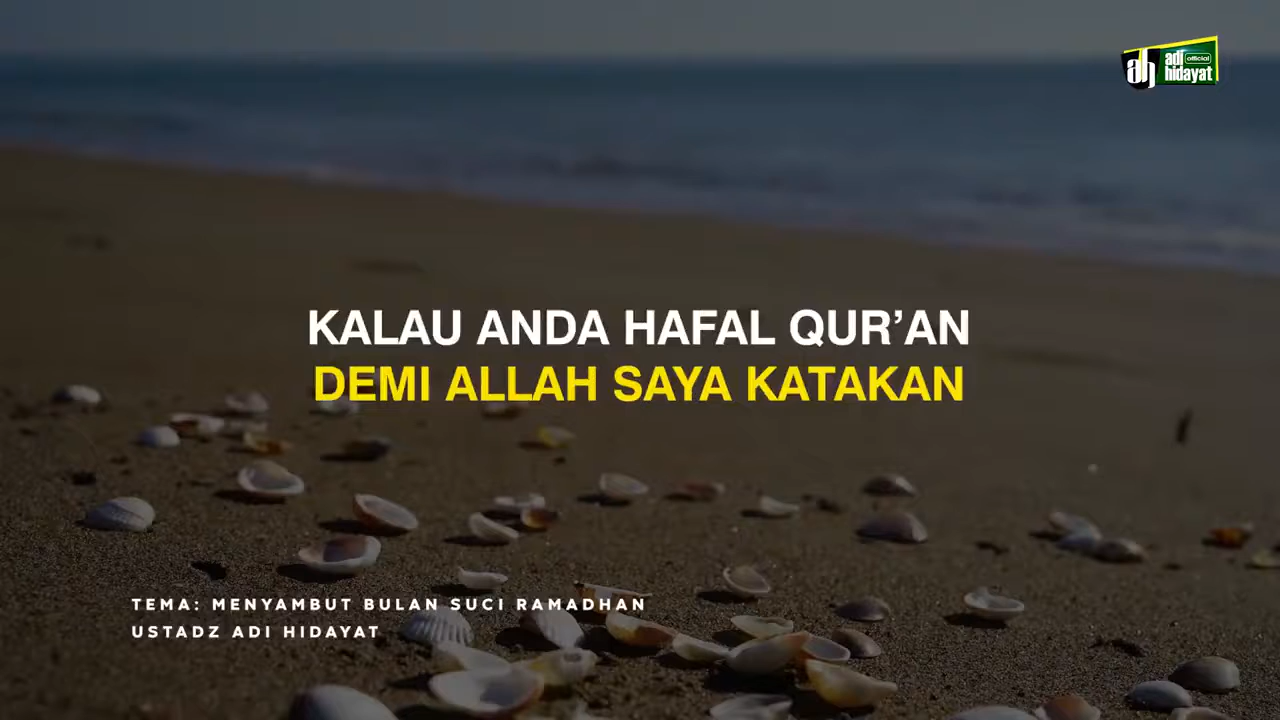 ah adi official
hidayat
KALAU ANDA HAFAL QUR’AN
DEMI ALLAH SAYA KATAKAN
TEMA: MENYAMBUT BULAN SUCI RAMADHAN
USTADZ ADI HIDAYAT